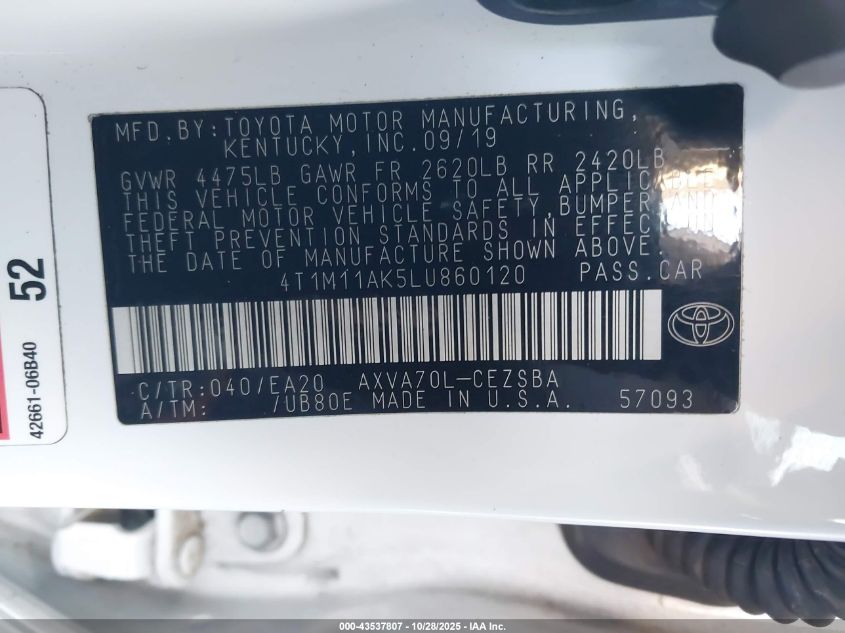 MFD.BY:TOYOTA MOTOR MANUFACTURING,
KENTUCKY,INC.09/19
GVWR 4475LB GAWR FR 2620LB RR 2420LB
THIS VEHICLE CONFORMS TO ALL APPLICABLE
FEDERAL MOTOR VEHICLE SAFETY,BUMPER AND
THEFT PREVENTION STANDARDS IN EFFECT ON
THE DATE OF MANUFACTURE SHOWN ABOVE.
4T1M11AK5LU860120 PASS.CAR
C/TR:040/EA20 AXVA70L-CEZSBA
A/TM: /UB80E MADE IN U.S.A. 57093
52
42661-06B40
000-43537807 - 10/28/2025 - IAA Inc.